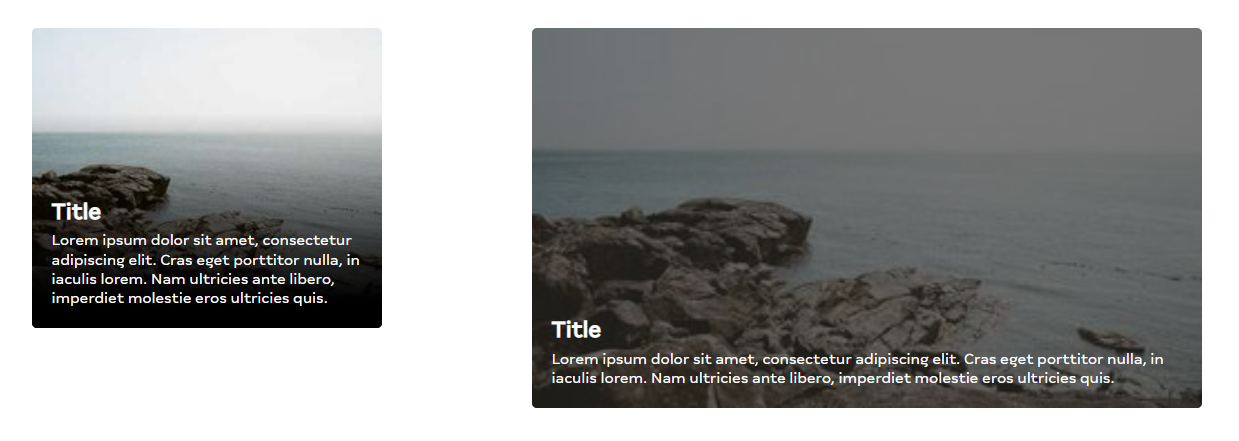 Title
Lorem ipsum dolor sit amet, consectetur
adipiscing elit. Cras eget porttitor nulla, in
iaculis lorem. Nam ultricies ante libero,
imperdiet molestie eros ultricies quis.
Title
Lorem ipsum dolor sit amet, consectetur adipiscing elit. Cras eget porttitor nulla, in
iaculis lorem. Nam ultricies ante libero, imperdiet molestie eros ultricies quis.